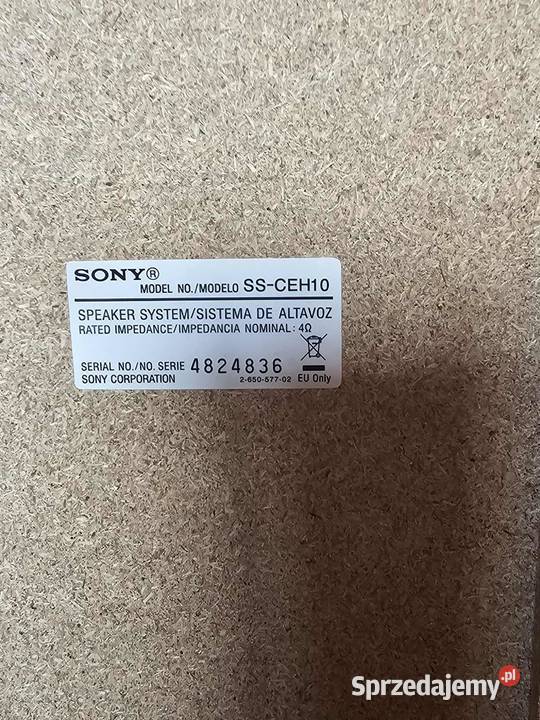 SONY®
MODEL NO./MODELO SS-CEH10
SPEAKER SYSTEM/SISTEMA DE ALTAVOZ
RATED IMPEDANCE/IMPEDANCIA NOMINAL: 4Ω
SERIAL NO./NO. SERIE 4824836
SONY CORPORATION 2-650-577-02 EU Only
Sprzedajemy.pl